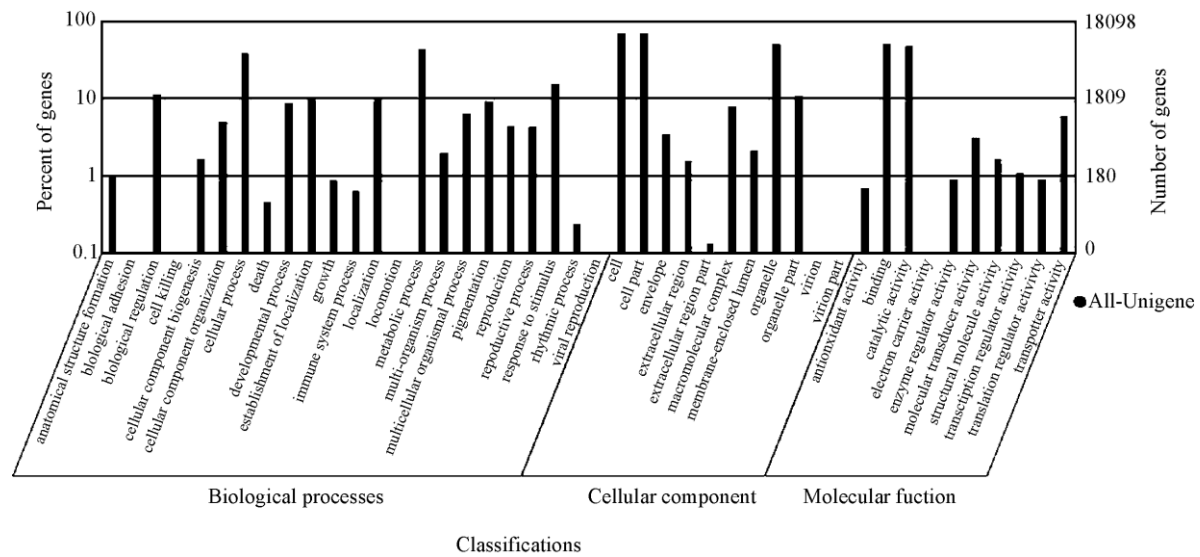 100
10
1
0.1
Percent of genes
18098
1809
180
0
Number of genes
anatomical structure formation
biological adhesion
biological regulation
cell killing
cellular component biogenesis
cellular component organization
cellular process
death
developmental process
establishment of localization
growth
immune system process
localization
locomotion
metabolic process
multi-organism process
multicellular organismal process
pigmentation
reproduciton
reproductive process
response to stimulus
rhythmic process
viral reproduction
cell
cell part
envelope
extracellular region
extracellular region part
macromolecular complex
membrane-enclosed lumen
organelle
organelle part
virion
virion part
antionxidant activity
binding
catalytic activity
electron carrier activity
enzyme regulator activity
molecular transducer activity
structural molecule activity
transcription regulator activity
translation regulator activity
transpotter activity
All-Unigene
Biological processes
Cellular component
Molecular fuction
Classifications